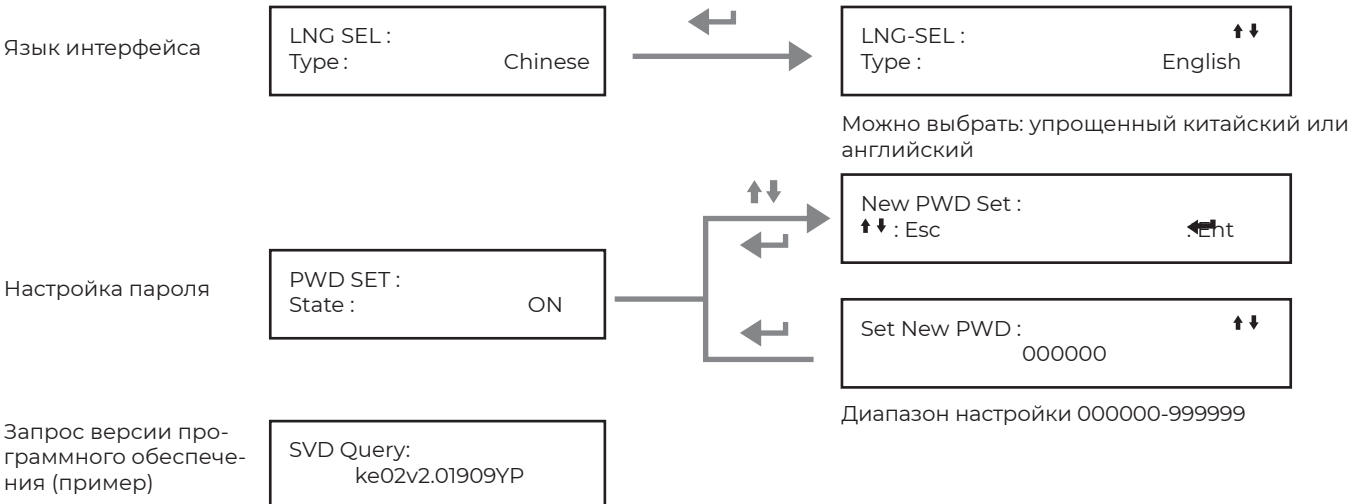 Язык интерфейса
LNG SEL :
Type : Chinese
LNG-SEL :
Type : English
Можно выбрать: упрощенный китайский или
английский
Настройка пароля
PWD SET :
State : ON
New PWD Set :
: Esc : Ent
Set New PWD :
000000
Диапазон настройки 000000-999999
Запрос версии про-
граммного обеспече-
ния (пример)
SVD Query:
ke02v2.01909YP